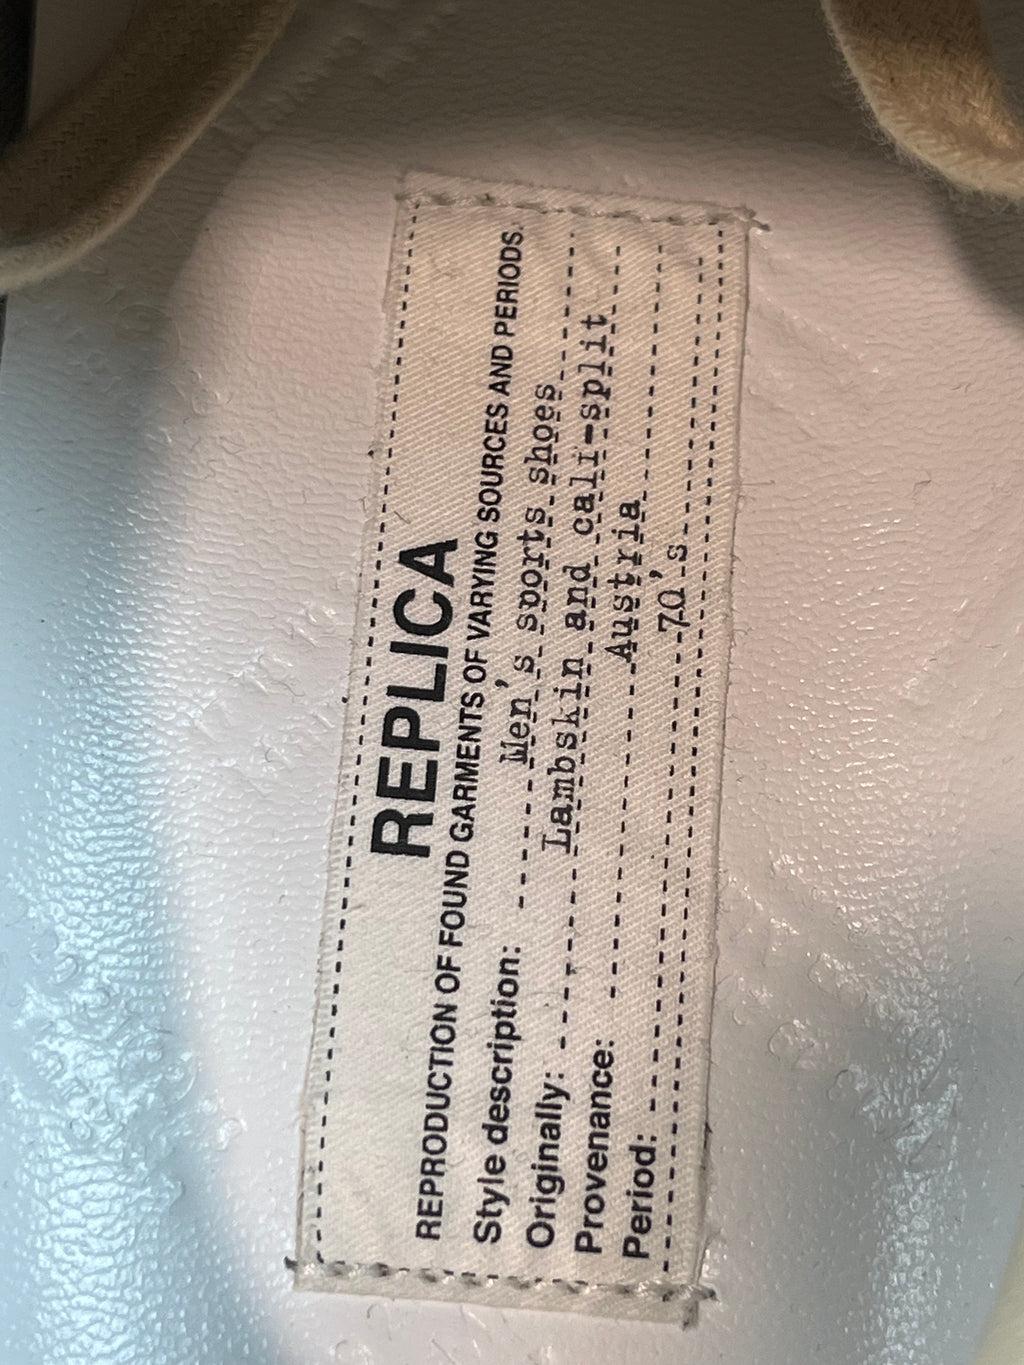 REPLICA
REPRODUCTION OF FOUND GARMENTS OF VARYING SOURCES AND PERIODS.
Style description: Men's sports shoes
Originally: Lambskin and calf-split
Provenance: Austria
Period: 70's